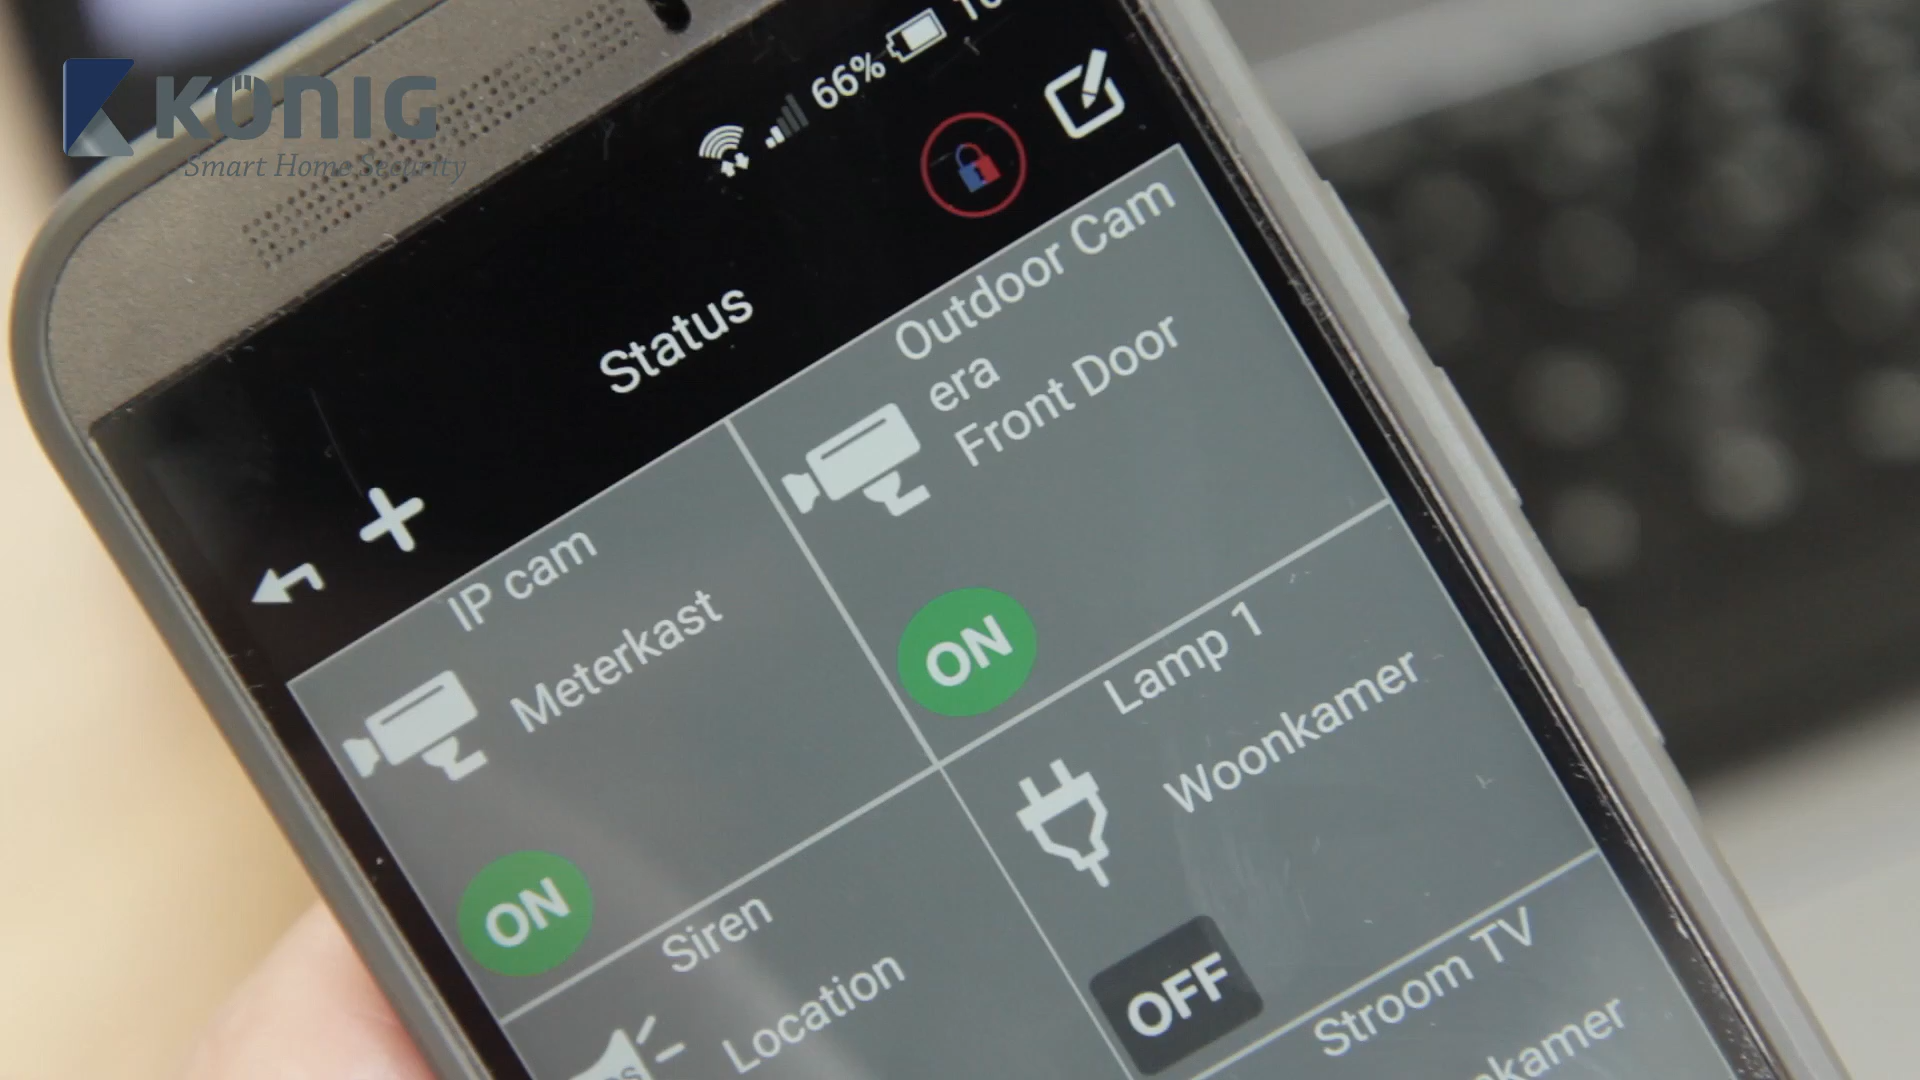 KÖNIG
Smart Home Security
66%
Status
IP cam
Meterkast
ON
Outdoor Cam
era
Front Door
ON
Siren
Location
Lamp 1
Woonkamer
OFF
Stroom TV